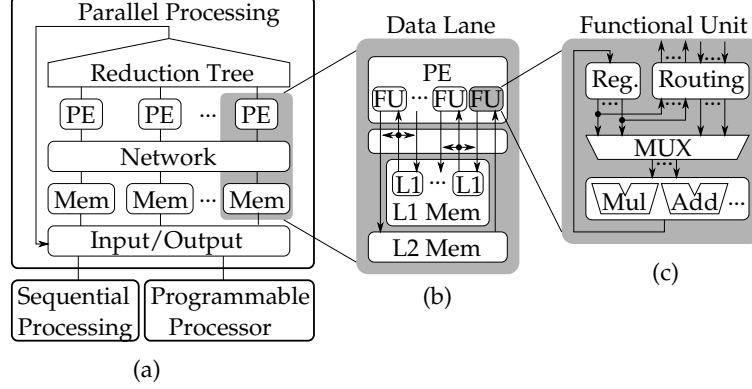 Parallel Processing
Reduction Tree
PE PE ... PE
Network
Mem Mem ... Mem
Input/Output
Sequential
Processing
Programmable
Processor
(a)
Data Lane
PE
FU ... FU FU
L1 ... L1
L1 Mem
L2 Mem
(b)
Functional Unit
Reg. Routing
MUX
Mul Add ...
(c)